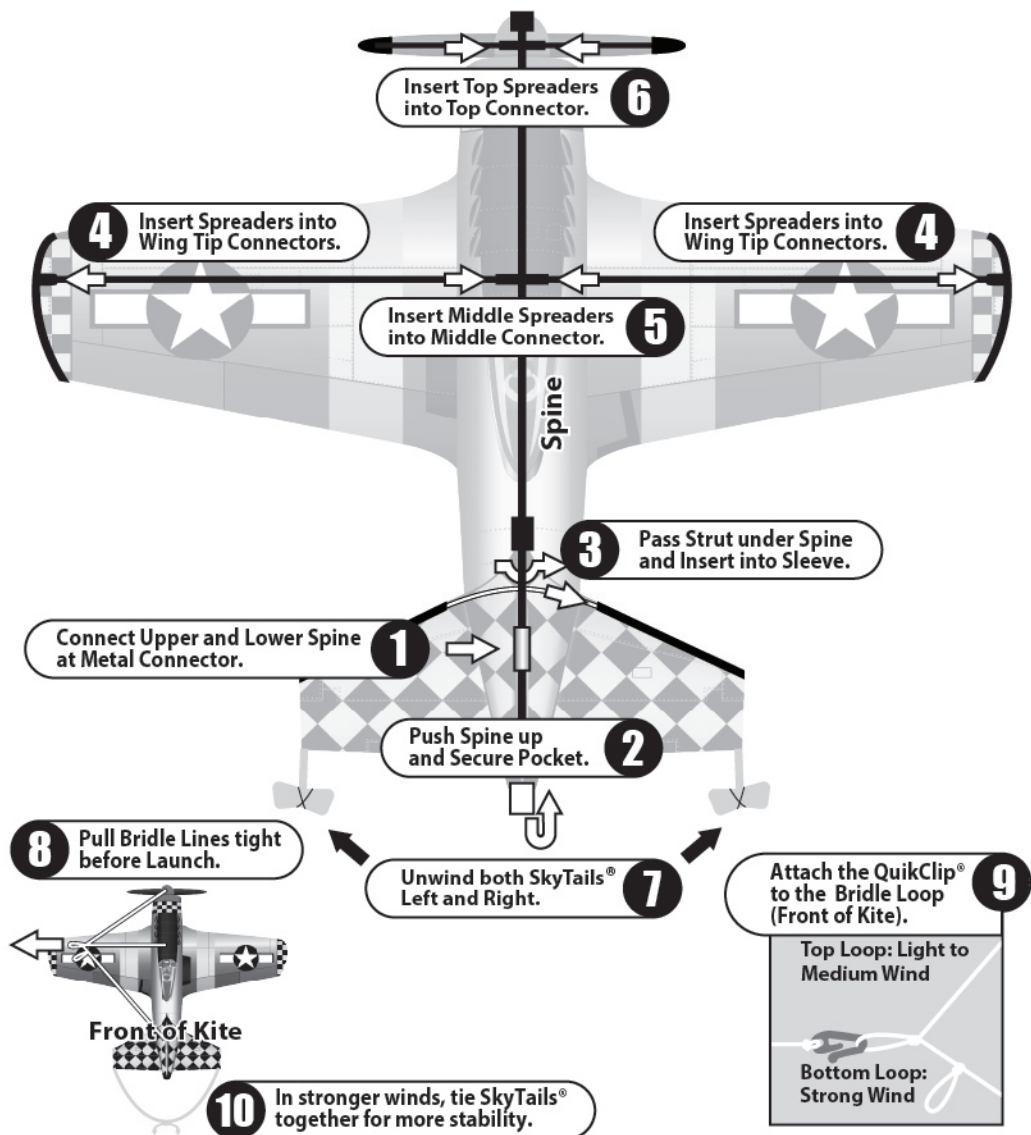 Insert Top Spreaders
into Top Connector.
6
4
Insert Spreaders into
Wing Tip Connectors.
Insert Spreaders into
Wing Tip Connectors.
4
Insert Middle Spreaders
into Middle Connector.
5
Spine
3
Pass Strut under Spine
and Insert into Sleeve.
Connect Upper and Lower Spine
at Metal Connector.
1
Push Spine up
and Secure Pocket.
2
8
Pull Bridle Lines tight
before Launch.
Unwind both SkyTails®
Left and Right.
7
Attach the QuikClip®
to the Bridle Loop
(Front of Kite).
9
Top Loop: Light to
Medium Wind
Bottom Loop:
Strong Wind
Front of Kite
10
In stronger winds, tie SkyTails®
together for more stability.